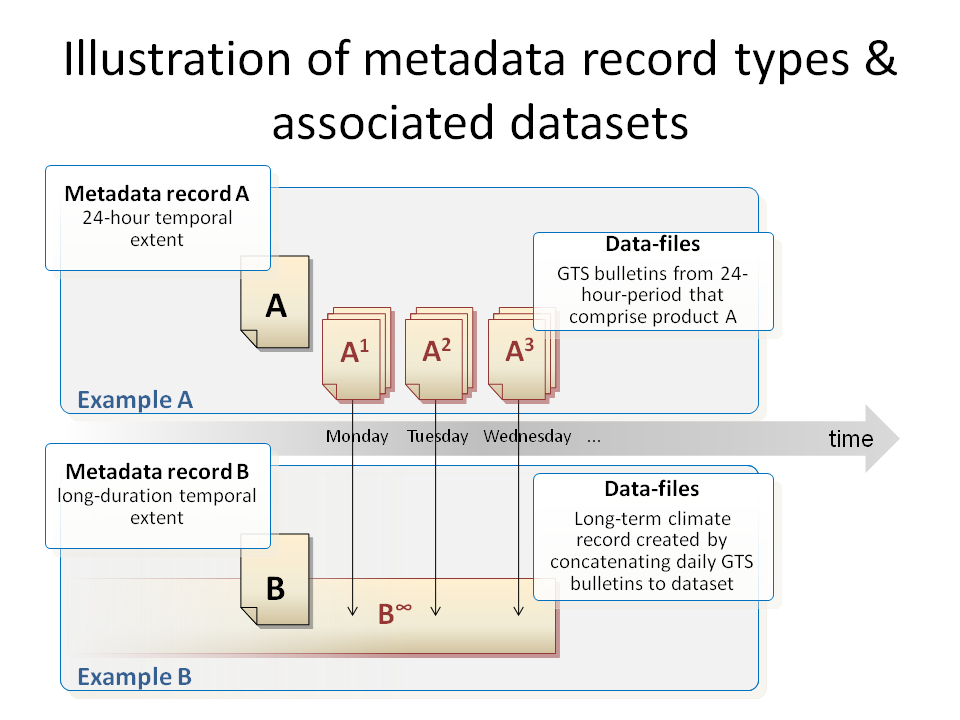 Illustration of metadata record types &
associated datasets
Metadata record A
24-hour temporal
extent
Data-files
GTS bulletins from 24-
hour-period that
comprise product A
A
A¹
A²
A³
Example A
Monday
Tuesday
Wednesday
...
time
Metadata record B
long-duration temporal
extent
Data-files
Long-term climate
record created by
concatenating daily GTS
bulletins to dataset
B
B∞
Example B